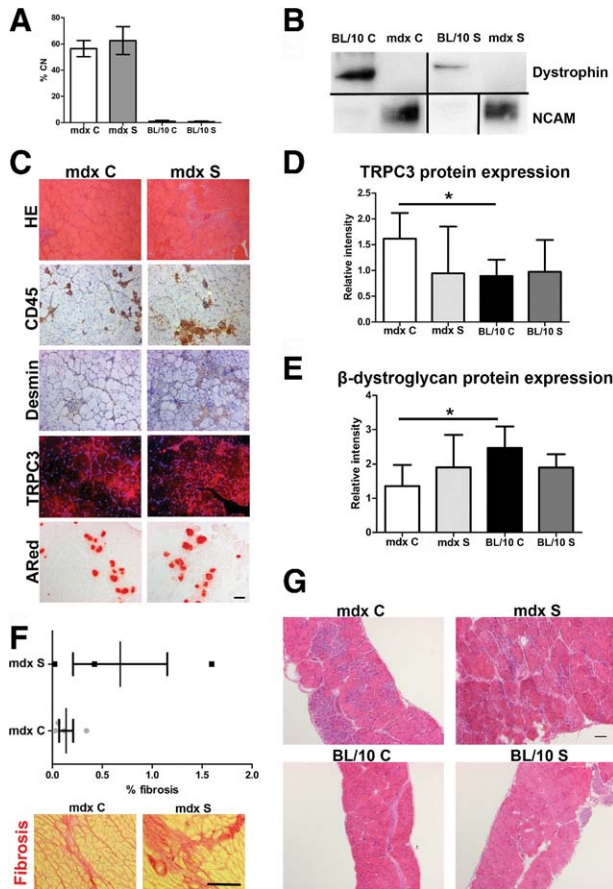 A
% CN
80
60
40
20
0
mdx C mdx S BL/10 C BL/10 S
B
BL/10 C mdx C BL/10 S mdx S
Dystrophin
NCAM
C
mdx C mdx S
HE
CD45
Desmin
TRPC3
ARed
D
TRPC3 protein expression
*
Relative intensity
2.5
2.0
1.5
1.0
0.5
0.0
mdx C mdx S BL/10 C BL/10 S
E
β-dystroglycan protein expression
*
Relative intensity
4
3
2
1
0
mdx C mdx S BL/10 C BL/10 S
F
mdx S
mdx C
0.0 0.5 1.0 1.5 2.0
% fibrosis
mdx C mdx S
Fibrosis
G
mdx C mdx S
BL/10 C BL/10 S